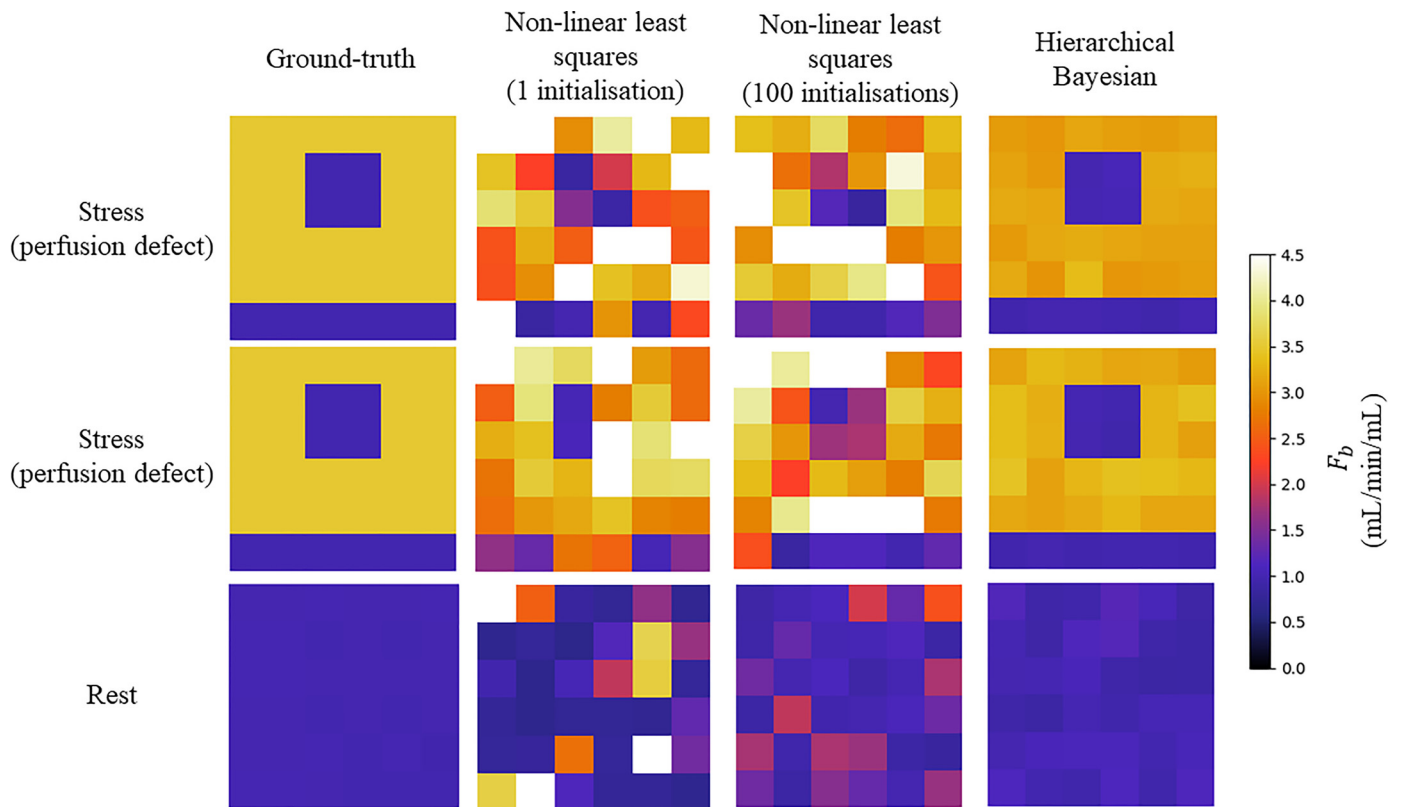 Ground-truth
Non-linear least
squares
(1 initialisation)
Non-linear least
squares
(100 initialisations)
Hierarchical
Bayesian
Stress
(perfusion defect)
Stress
(perfusion defect)
Rest
4.5
4.0
3.5
3.0
2.5
2.0
1.5
1.0
0.5
0.0
F_b
(mL/min/mL)